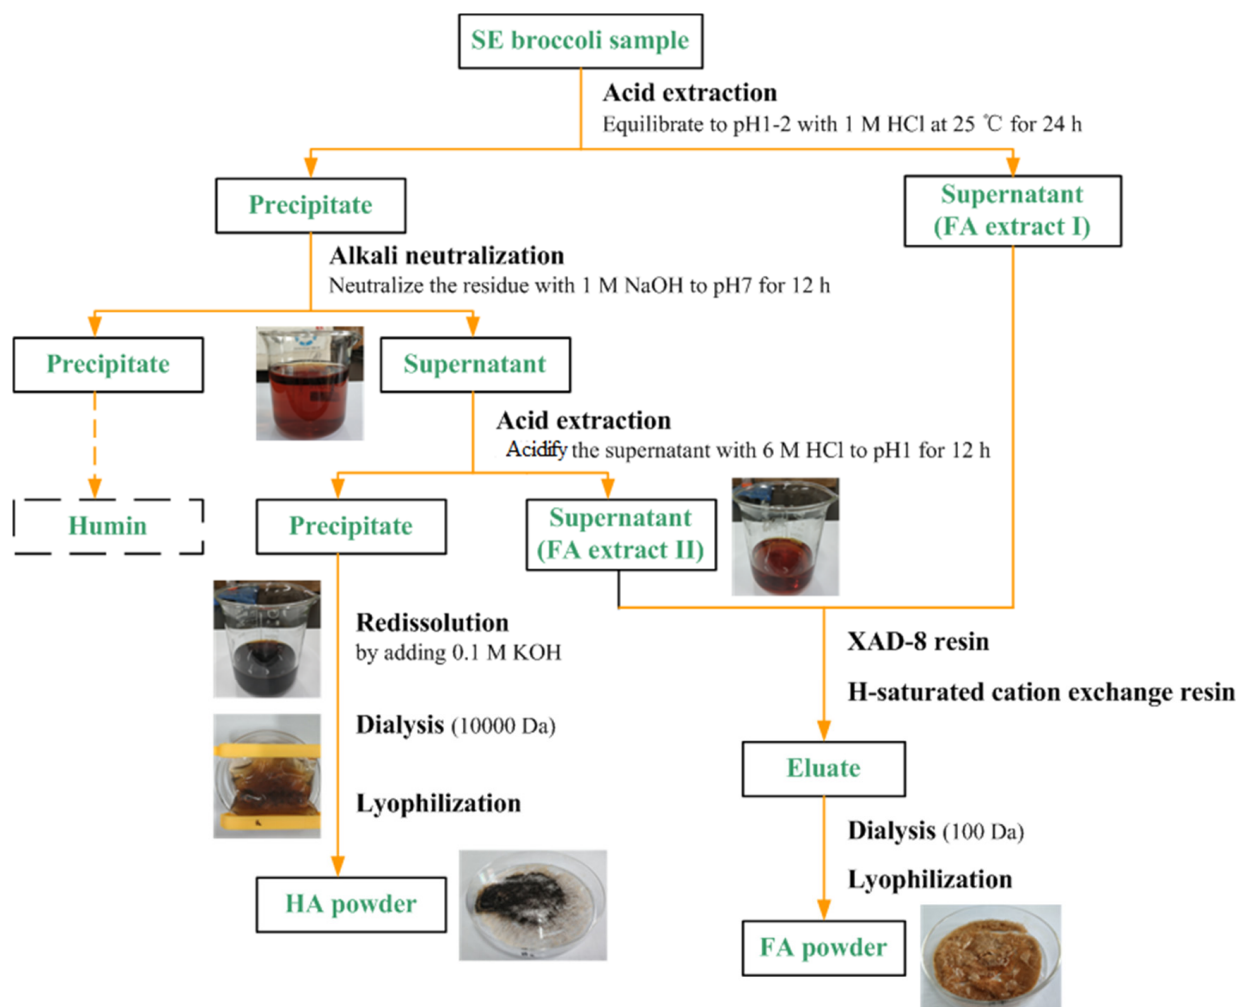 SE broccoli sample
Acid extraction
Equilibrate to pH1-2 with 1 M HCl at 25 ℃ for 24 h
Precipitate
Supernatant
(FA extract I)
Alkali neutralization
Neutralize the residue with 1 M NaOH to pH7 for 12 h
Precipitate
Supernatant
Acid extraction
Acidify the supernatant with 6 M HCl to pH1 for 12 h
Humin
Precipitate
Supernatant
(FA extract II)
Redissolution
by adding 0.1 M KOH
XAD-8 resin
H-saturated cation exchange resin
Dialysis (10000 Da)
Eluate
Lyophilization
Dialysis (100 Da)
Lyophilization
HA powder
FA powder